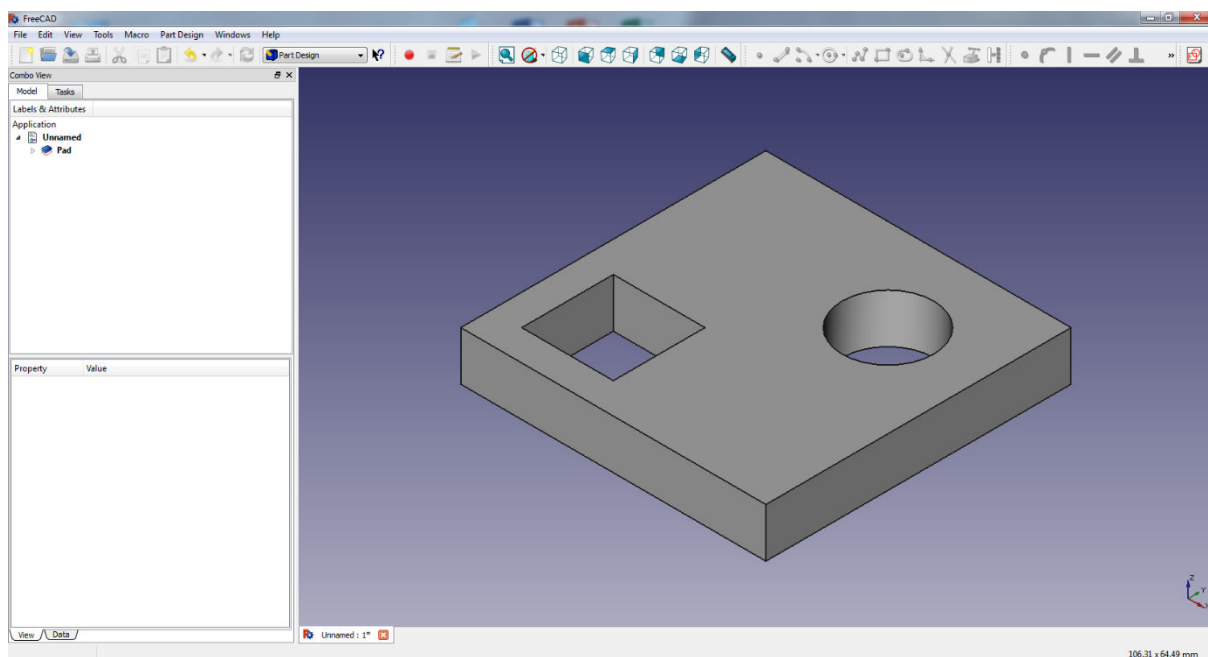 FreeCAD
File Edit View Tools Macro Part Design Windows Help
Part Design
Combo View
Model Tasks
Labels & Attributes
Application
Unnamed
Pad
Property Value
View Data
Unnamed : 1*
Z
Y
X
106.31 x 64.49 mm